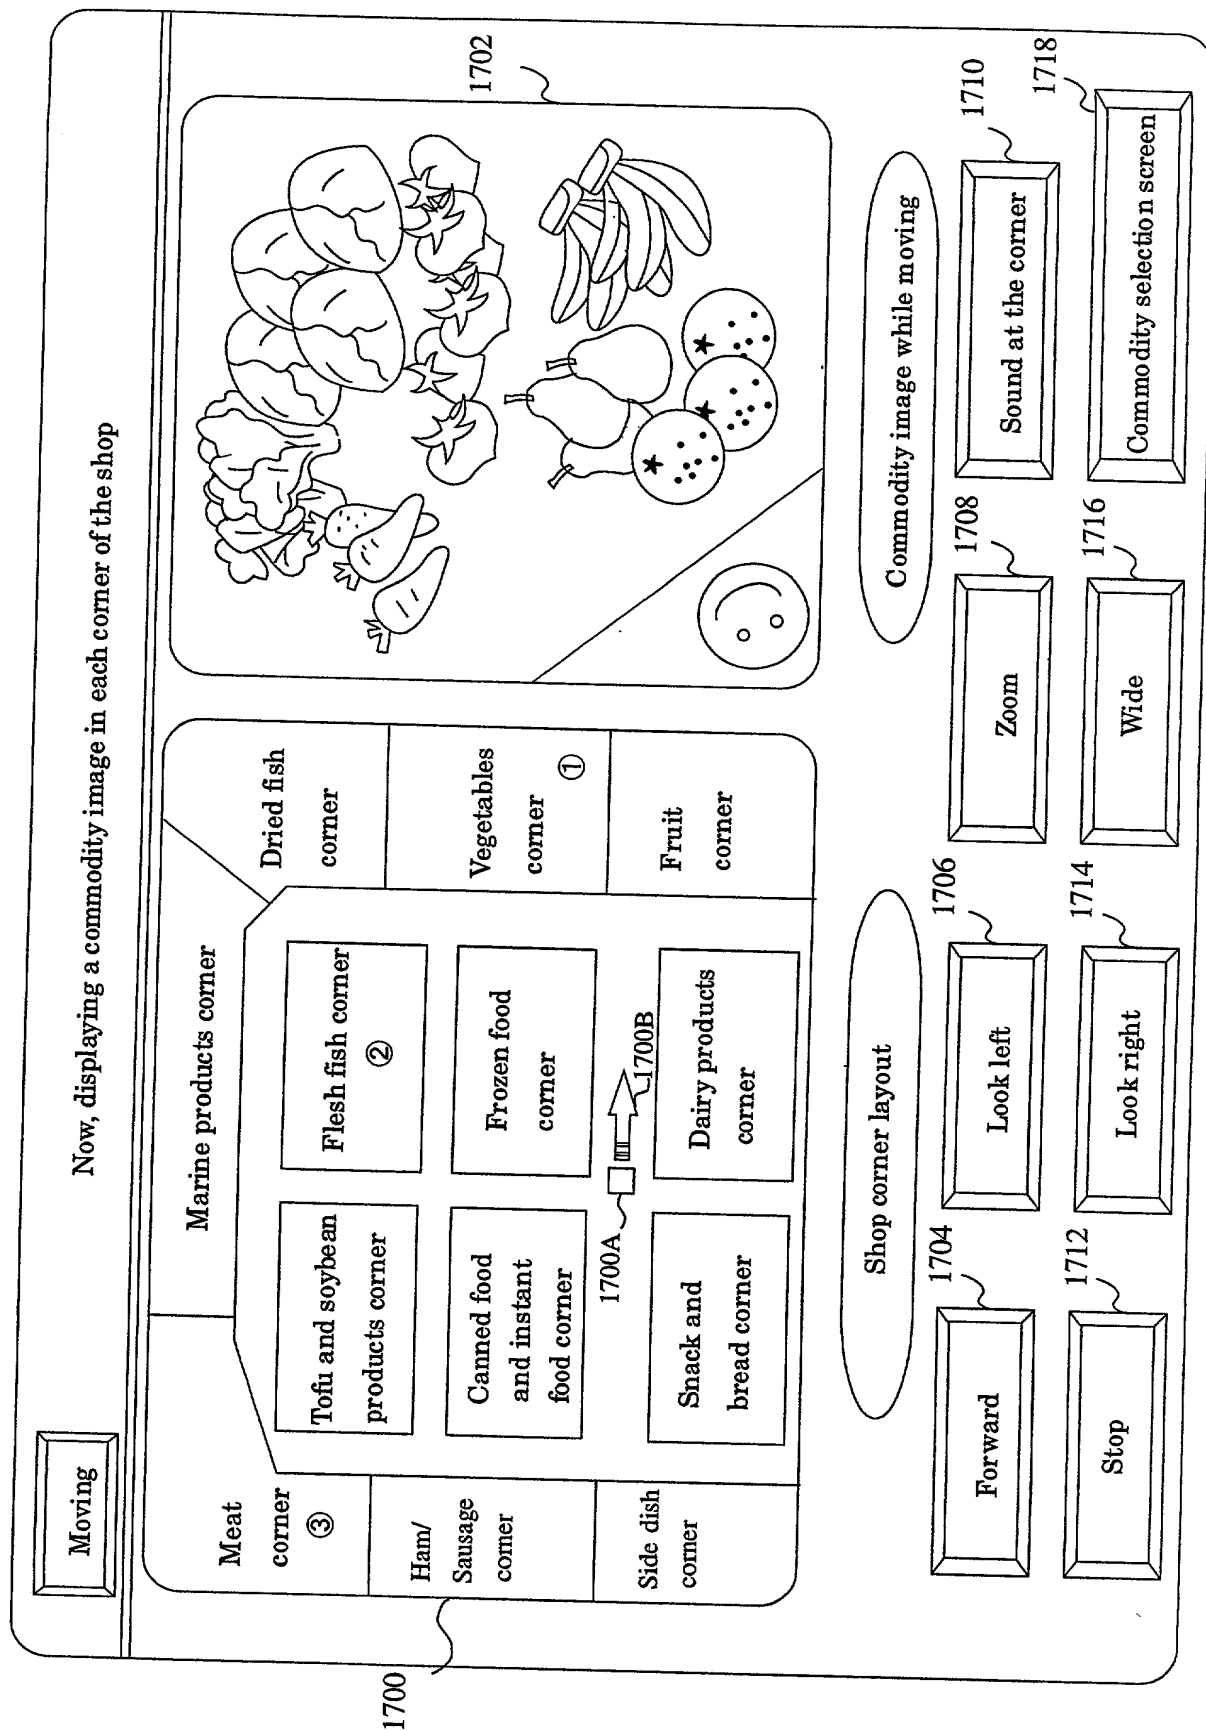 Moving
Now, displaying a commodity image in each corner of the shop
1700
Meat
corner
③
Ham/
Sausage
corner
Side dish
corner
Marine products corner
Tofu and soybean
products corner
Flesh fish corner
②
Canned food
and instant
food corner
Frozen food
corner
1700A
1700B
Snack and
bread corner
Dairy products
corner
Dried fish
corner
Vegetables
corner
①
Fruit
corner
1702
Shop corner layout
Commodity image while moving
1704
Forward
1706
Look left
1708
Zoom
1710
Sound at the corner
1712
Stop
1714
Look right
1716
Wide
1718
Commodity selection screen